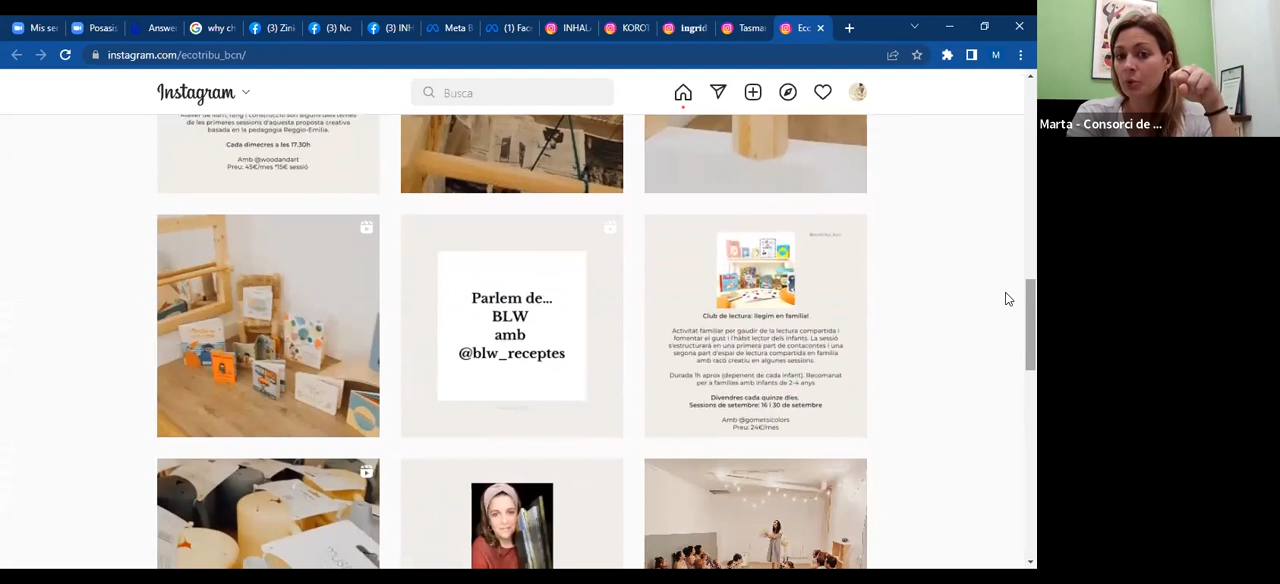 Mis se
Posasis
Answe
why ch
(3) Zini
(3) No
(3) INH
Meta B
(1) Fac
INHAL
KOROT
ingrid
Tasma
Ec
instagram.com/ecotribu_bcn/
M
Instagram
Busca
de les primeres sessions d'aquesta proposta creativa
basada en la pedagogia Reggio-Emilia.
Cada dimecres a les 17.30h
Amb @woodandart
Preu: 45€/mes *15€ sessió
Parlem de...
BLW
amb
@blw_receptes
Club de lectura: llegim en família!
Activitat familiar per gaudir de la lectura compartida i
fomentar el gust i l'hàbit lector dels infants. La sessió
s'estructurarà en una primera part de contacontes i una
segona part d'espai de lectura compartida en família
amb racó creatiu en algunes sessions.
Durada 1h aprox (depenent de cada infant). Recomanat
per a famílies amb infants de 2-4 anys
Divendres cada quinze dies.
Sessions de setembre: 16 i 30 de setembre
Amb @gometsicolors
Preu: 24€/mes
Marta - Consorci de ...